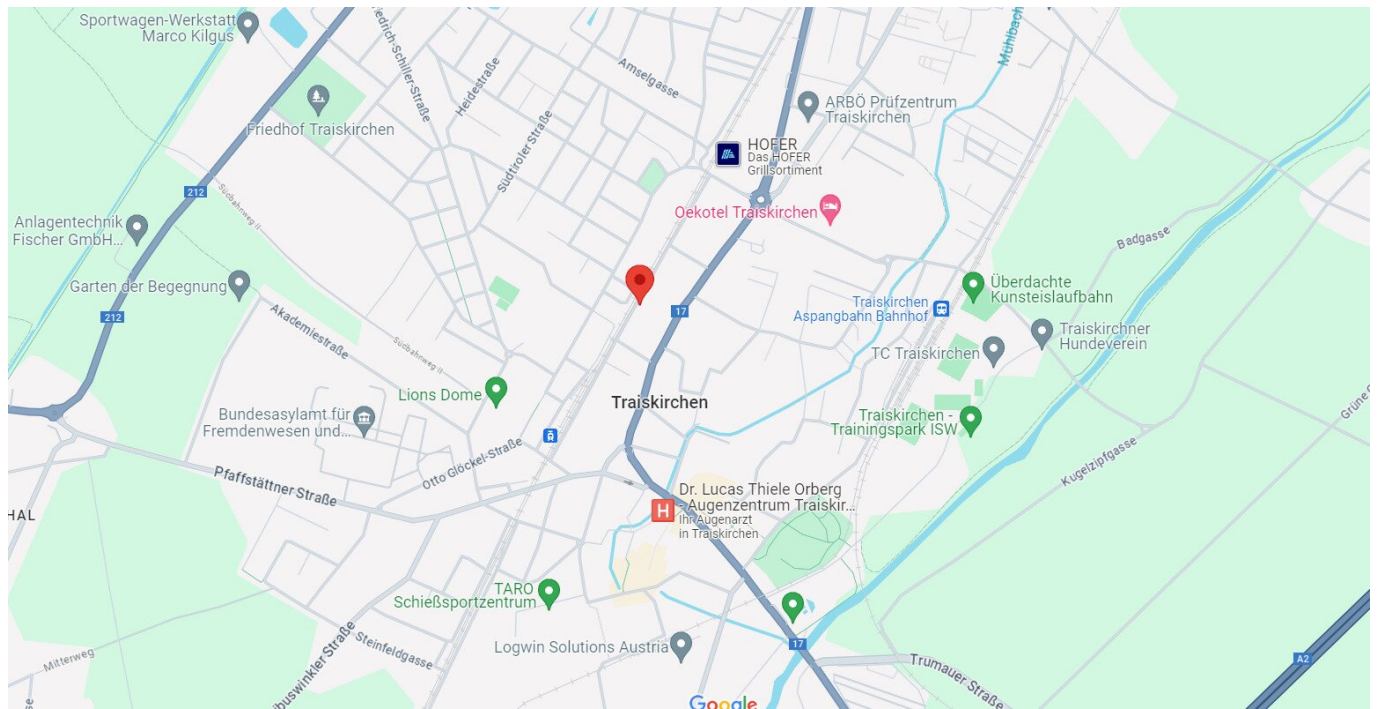 Sportwagen-Werkstatt
Marco Kilgus
Friedrich-Schiller-Straße
Heidestraße
Amselgasse
Mühlbach
Südtiroler Straße
Friedhof Traiskirchen
ARBÖ Prüfzentrum
Traiskirchen
HOFER
Das HOFER
Grillsortiment
212
Südbahnweg II
Oekotel Traiskirchen
Anlagentechnik
Fischer GmbH...
Badgasse
Garten der Begegnung
Überdachte
Kunsteislaufbahn
Traiskirchen
Aspangbahn Bahnhof
17
212
Akademiestraße
Südbahnweg II
Traiskirchner
Hundeverein
TC Traiskirchen
Lions Dome
Traiskirchen
Bundesasylamt für
Fremdenwesen und...
Traiskirchen -
Trainingspark ISW
Grüne
Otto Glöckel-Straße
Kugelzipfgasse
Pfaffstättner Straße
HAL
H
Dr. Lucas Thiele Orberg
- Augenzentrum Traiskir...
Ihr Augenarzt
in Traiskirchen
TARO
Schießsportzentrum
Steinfeldgasse
Logwin Solutions Austria
17
Mitterweg
buswinkler Straße
Trumauer Straße
A2
Google